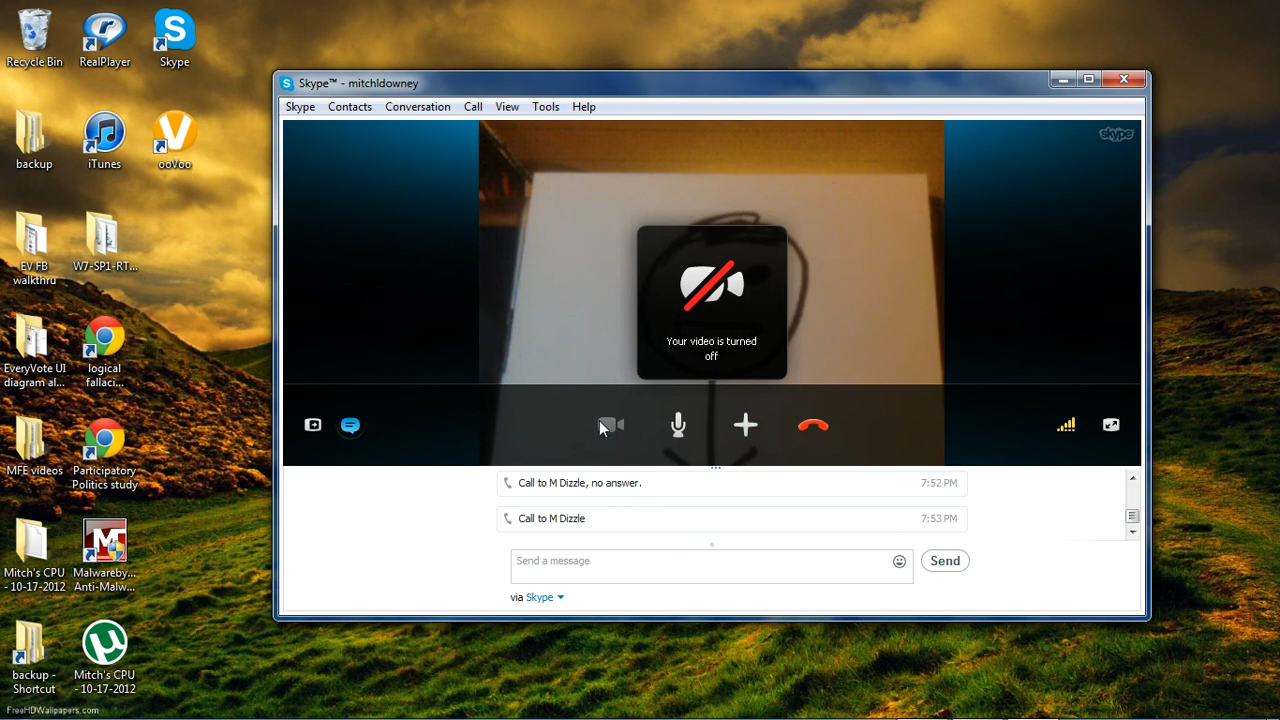 Recycle Bin
RealPlayer
Skype
backup
iTunes
ooVoo
EV FB
walkthru
W7-SP1-RT...
EveryVote UI
diagram al...
logical
fallaci...
MFE videos
Participatory
Politics study
Mitch's CPU
- 10-17-2012
Malwareby...
Anti-Malw...
backup -
Shortcut
Mitch's CPU
- 10-17-2012
FreeHDWallpapers.com
Skype™ - mitchldowney
Skype Contacts Conversation Call View Tools Help
skype
Your video is turned
off
Call to M Dizzle, no answer. 7:52 PM
Call to M Dizzle 7:53 PM
Send a message
Send
via Skype